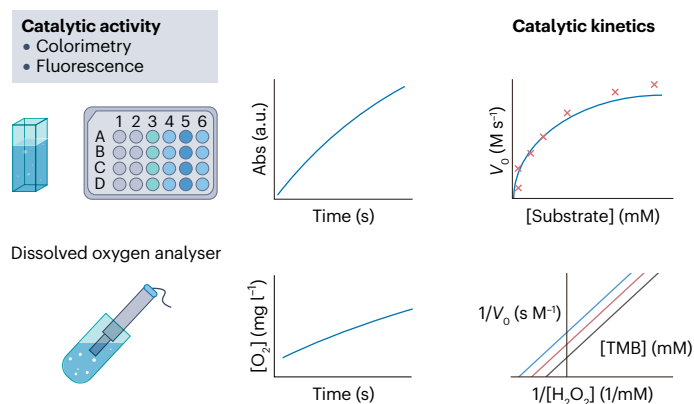 Catalytic activity
• Colorimetry
• Fluorescence
Catalytic kinetics
1 2 3 4 5 6
A
B
C
D
Abs (a.u.)
Time (s)
V₀ (M s⁻¹)
[Substrate] (mM)
Dissolved oxygen analyser
[O₂] (mg l⁻¹)
Time (s)
1/V₀ (s M⁻¹)
[TMB] (mM)
1/[H₂O₂] (1/mM)